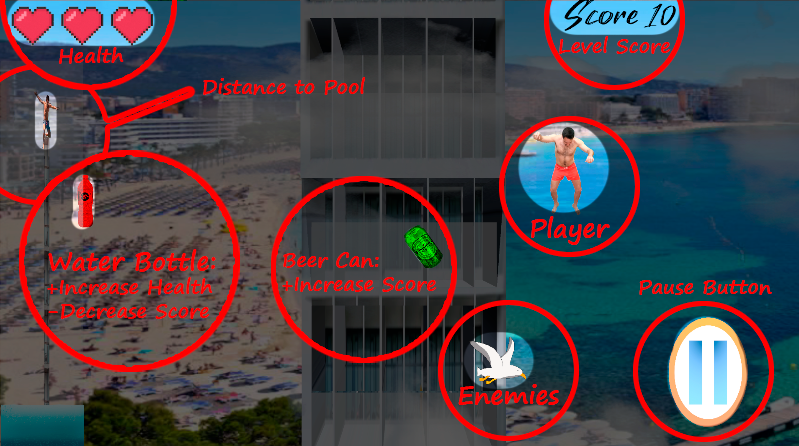 Score 10
Health
Level Score
Distance to Pool
Player
Water Bottle:
+Increase Health
-Decrease Score
Beer Can:
+Increase Score
Pause Button
Enemies